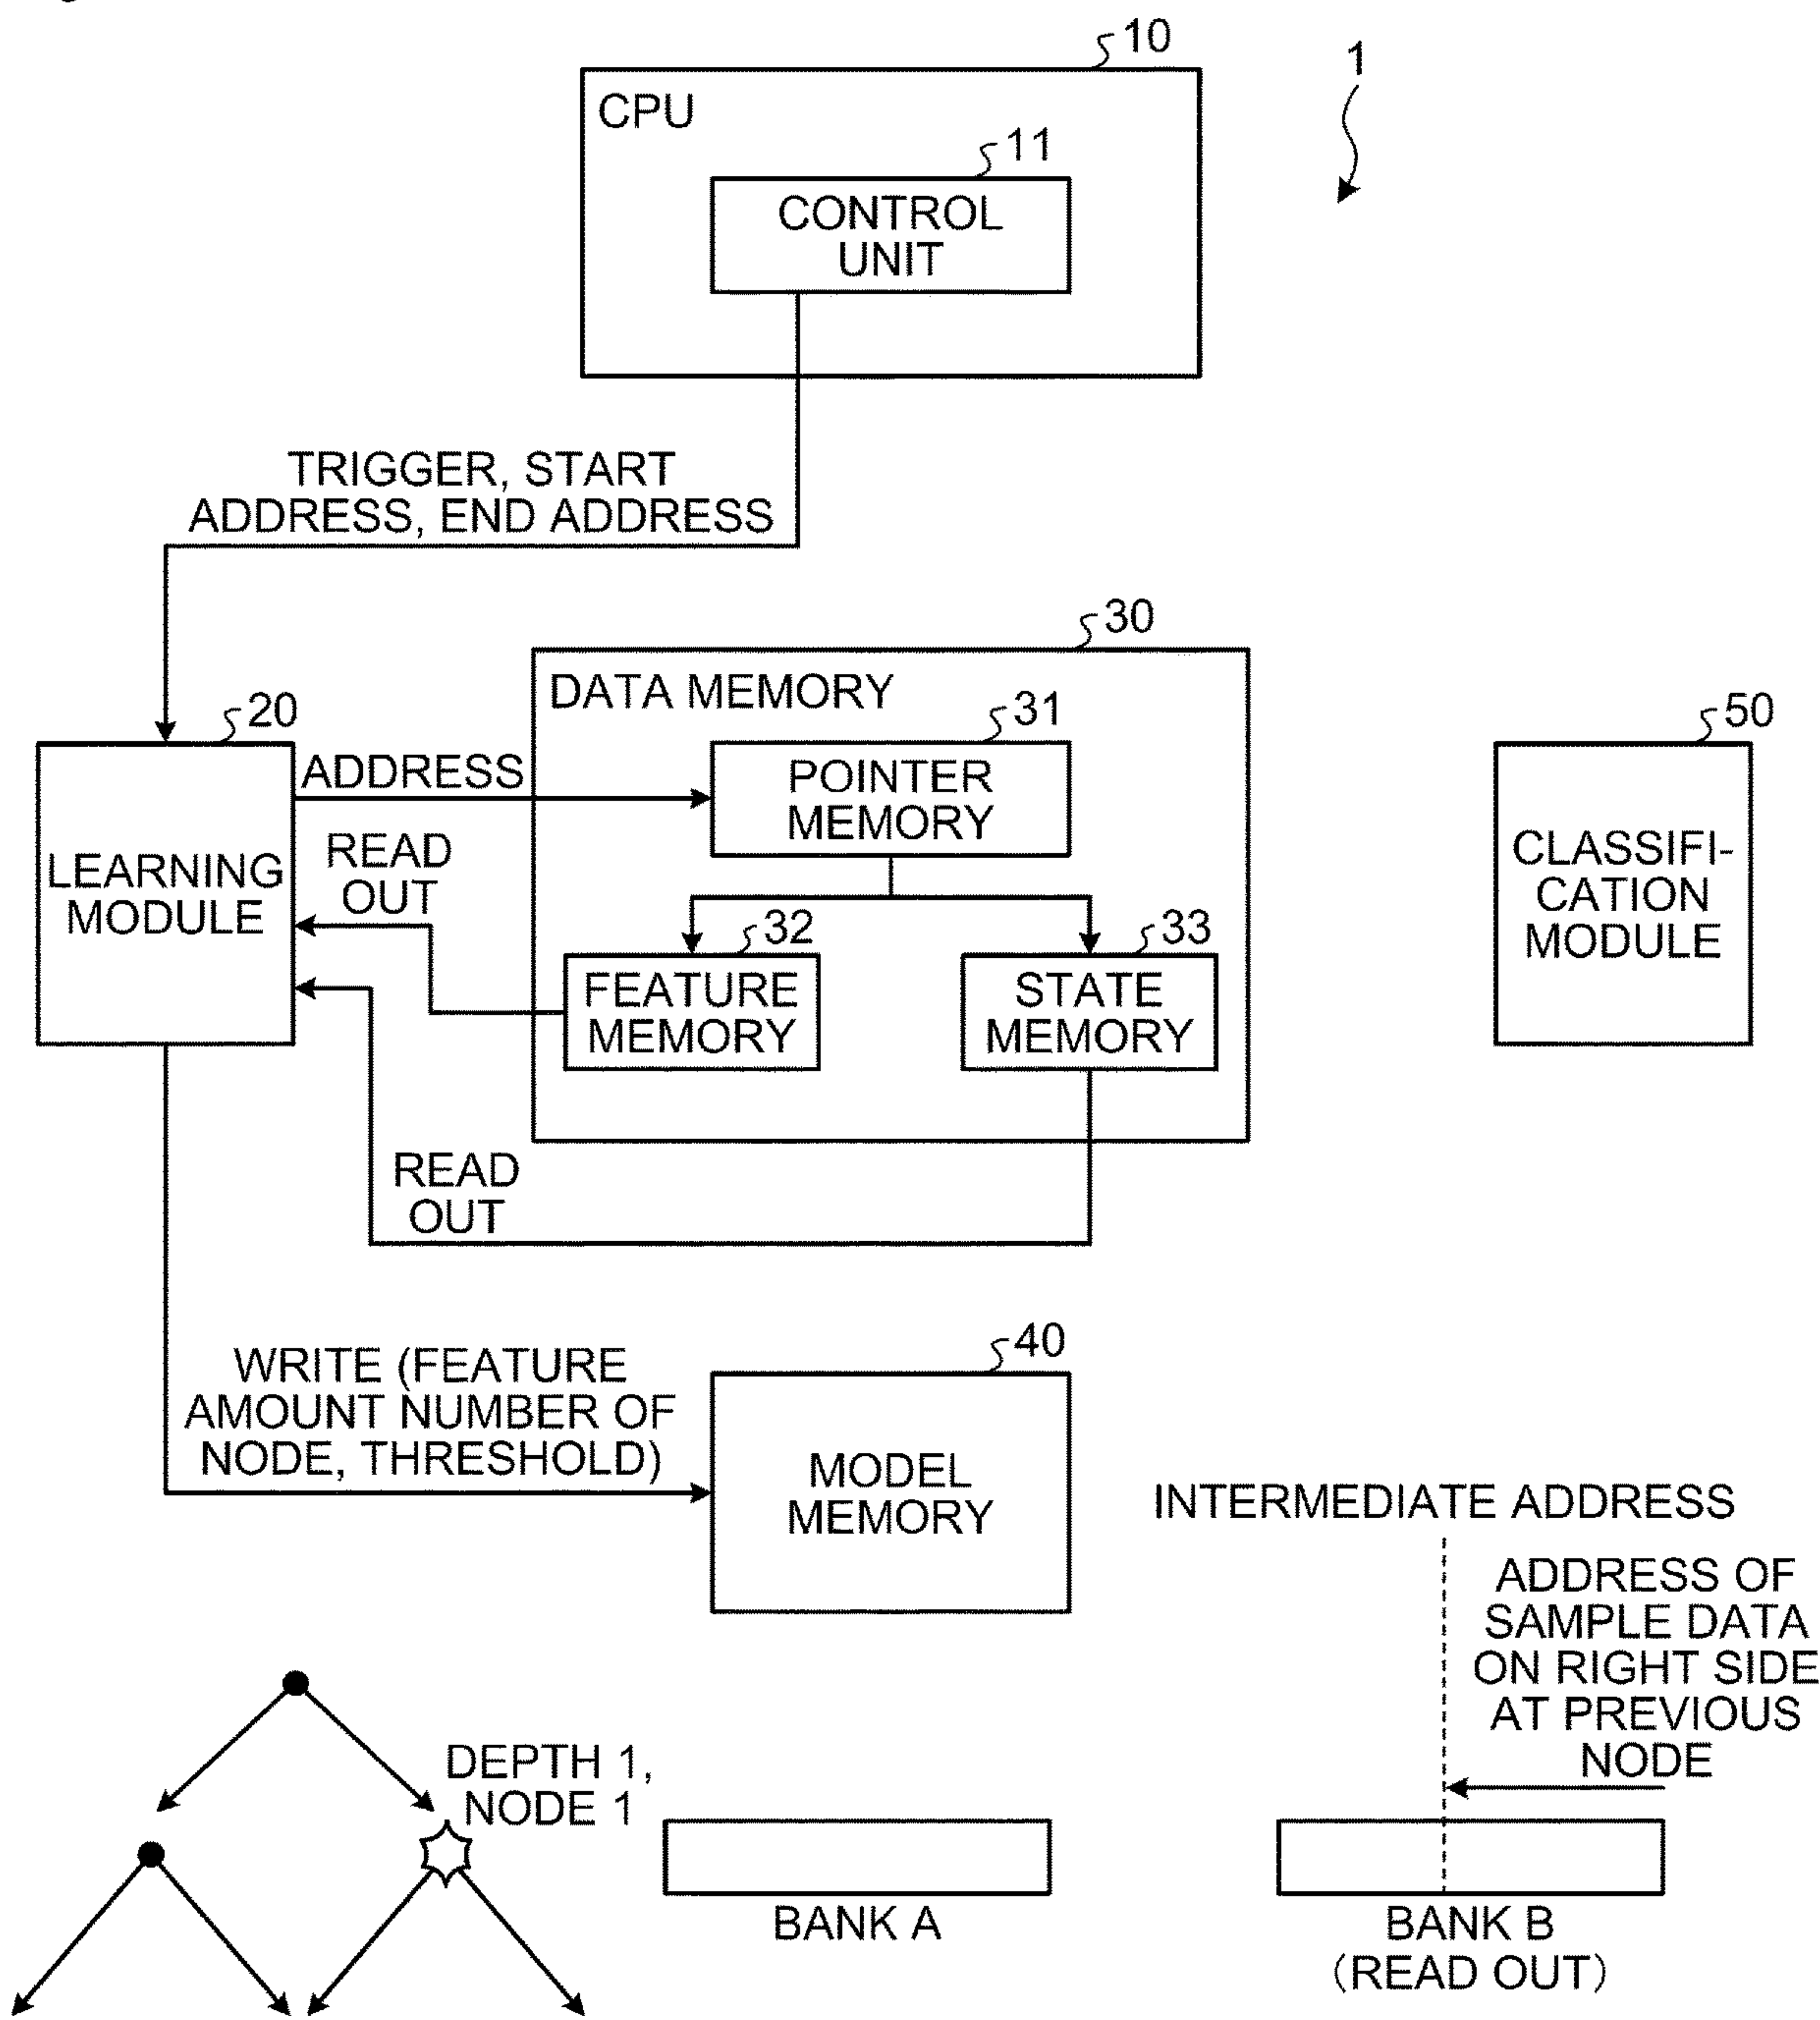 10
1
CPU
11
CONTROL
UNIT
TRIGGER, START
ADDRESS, END ADDRESS
30
DATA MEMORY
20
31
50
ADDRESS
POINTER
MEMORY
READ
OUT
LEARNING
MODULE
CLASSIFI-
CATION
MODULE
32
33
FEATURE
MEMORY
STATE
MEMORY
READ
OUT
40
WRITE (FEATURE
AMOUNT NUMBER OF
NODE, THRESHOLD)
MODEL
MEMORY
INTERMEDIATE ADDRESS
ADDRESS OF
SAMPLE DATA
ON RIGHT SIDE
AT PREVIOUS
NODE
DEPTH 1,
NODE 1
BANK A
BANK B
(READ OUT)